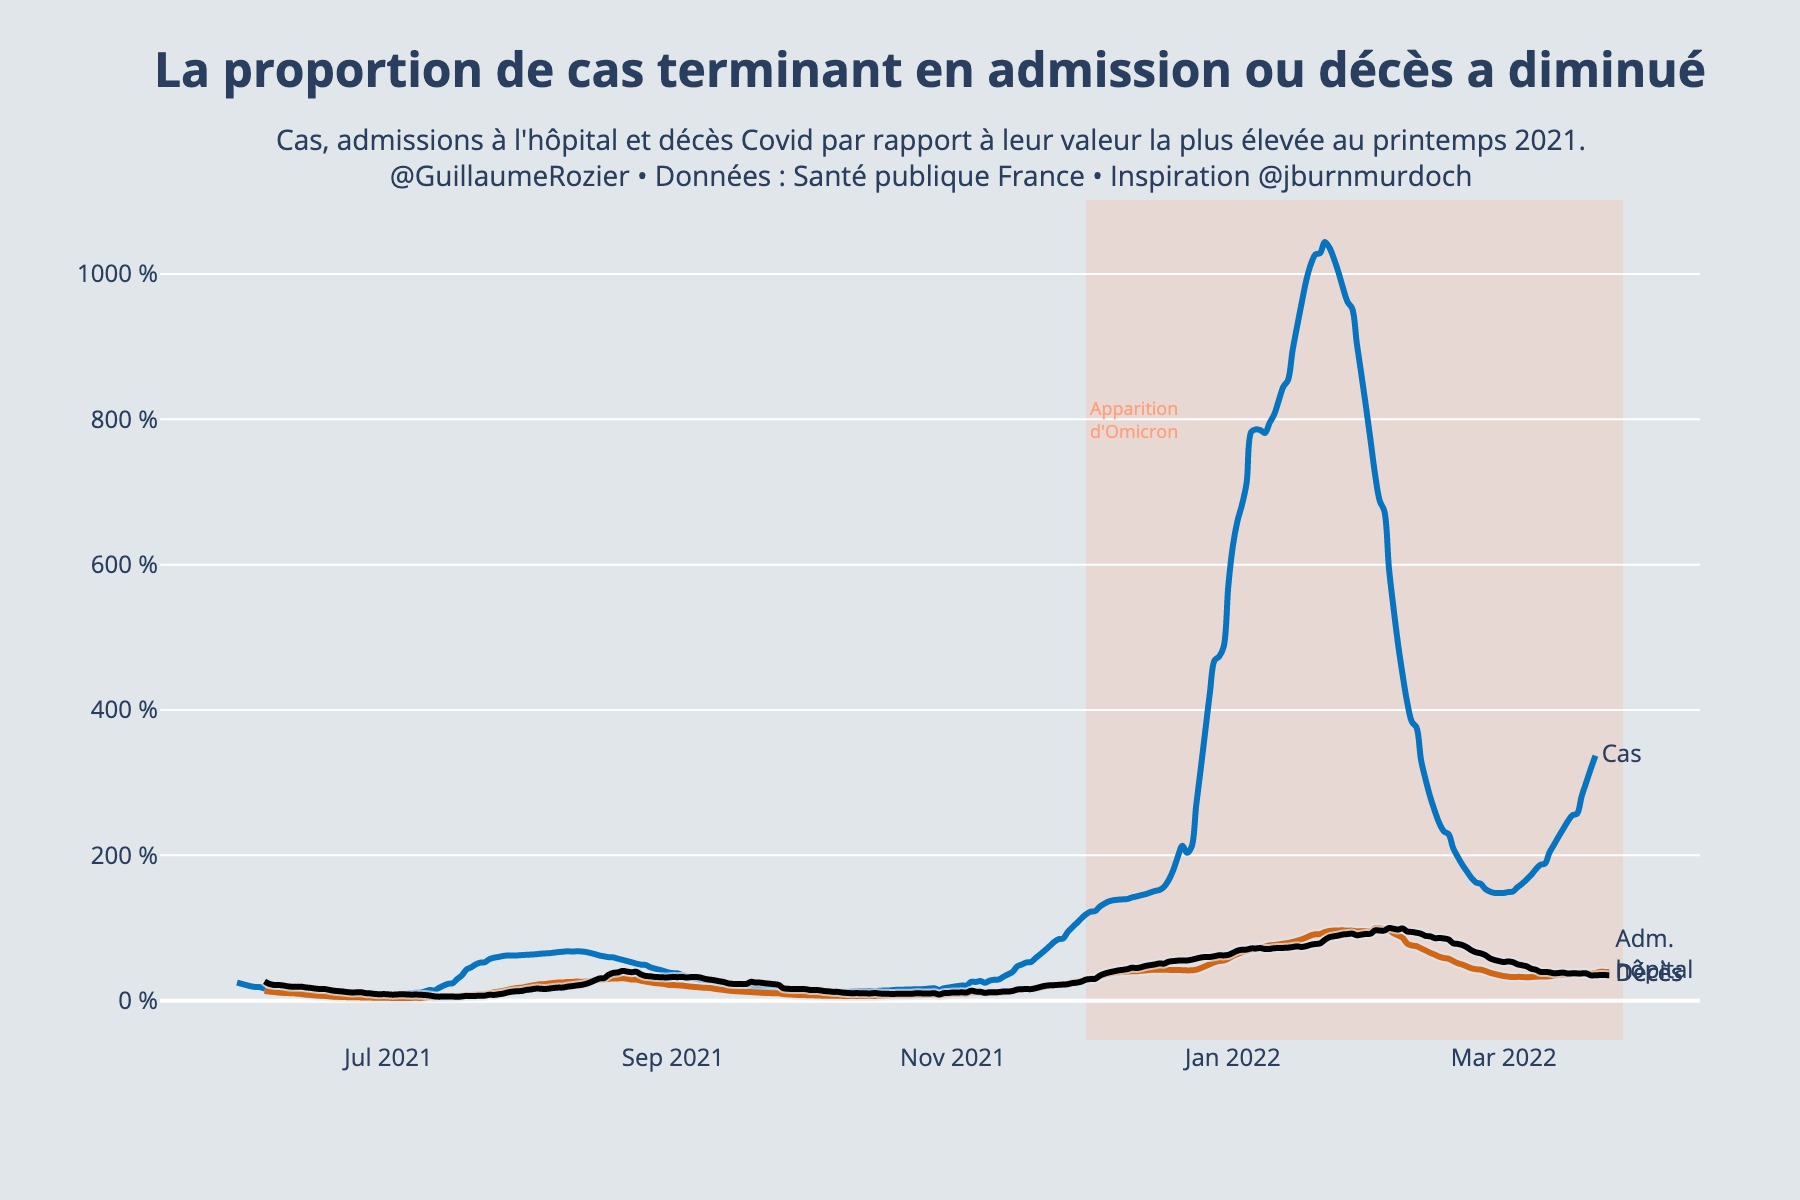 La proportion de cas terminant en admission ou décès a diminué
Cas, admissions à l'hôpital et décès Covid par rapport à leur valeur la plus élevée au printemps 2021.
@GuillaumeRozier • Données : Santé publique France • Inspiration @jburnmurdoch
1000 %
800 %
Apparition
d'Omicron
600 %
400 %
Cas
200 %
Adm.
hôpital
Décès
0 %
Jul 2021
Sep 2021
Nov 2021
Jan 2022
Mar 2022